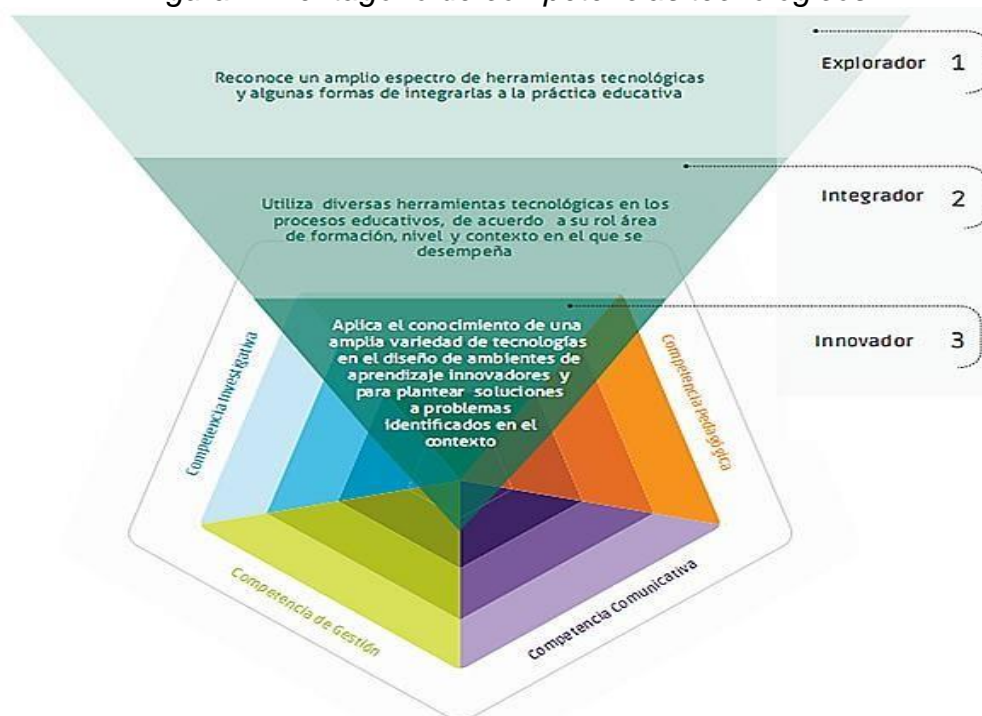 Reconoce un amplio espectro de herramientas tecnológicas
y algunas formas de integrarlas a la práctica educativa
Explorador 1
Utiliza diversas herramientas tecnológicas en los
procesos educativos, de acuerdo a su rol área
de formación, nivel y contexto en el que se
desempeña
Integrador 2
Aplica el conocimiento de una
amplia variedad de tecnologías
en el diseño de ambientes de
aprendizaje innovadores y
para plantear soluciones
a problemas
identificados en el
contexto
Innovador 3
Competencia Investigativa
Competencia Pedagógica
Competencia de Gestión
Competencia Comunicativa